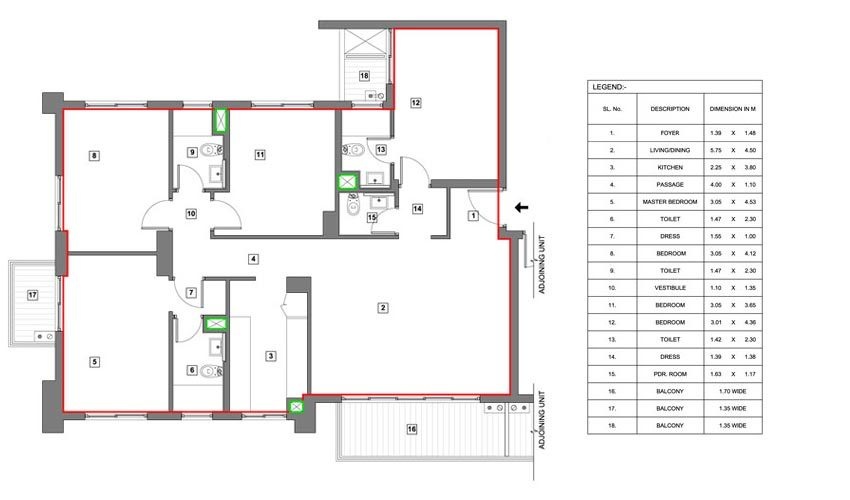 18
12
9
13
8
11
10
15
14
1
ADJOINING UNIT
4
7
17
2
3
5
6
ADJOINING UNIT
16
LEGEND:-
SL. No. DESCRIPTION DIMENSION IN M
1. FOYER 1.39 X 1.48
2. LIVING/DINING 5.75 X 4.50
3. KITCHEN 2.25 X 3.80
4. PASSAGE 4.00 X 1.10
5. MASTER BEDROOM 3.05 X 4.53
6. TOILET 1.47 X 2.30
7. DRESS 1.55 X 1.00
8. BEDROOM 3.05 X 4.12
9. TOILET 1.47 X 2.30
10. VESTIBULE 1.10 X 1.35
11. BEDROOM 3.05 X 3.65
12. BEDROOM 3.01 X 4.36
13. TOILET 1.42 X 2.30
14. DRESS 1.39 X 1.38
15. PDR. ROOM 1.63 X 1.17
16. BALCONY 1.70 WIDE
17. BALCONY 1.35 WIDE
18. BALCONY 1.35 WIDE